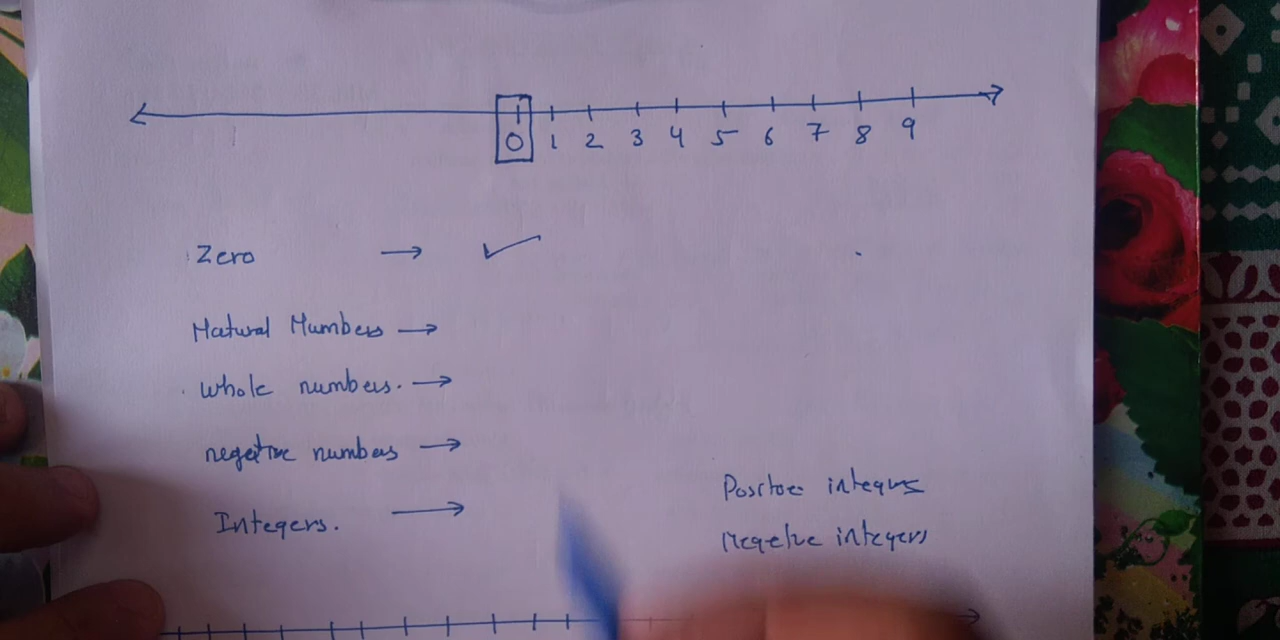 0 1 2 3 4 5 6 7 8 9
Zero → ✓
Natural Numbers →
Whole numbers. →
negative numbers →
Positive integers
Integers. →
Negative integers